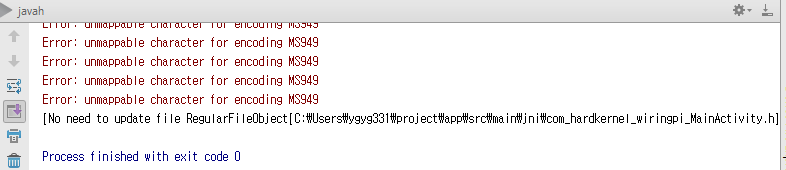 javah
Error: unmappable character for encoding MS949
Error: unmappable character for encoding MS949
Error: unmappable character for encoding MS949
Error: unmappable character for encoding MS949
Error: unmappable character for encoding MS949
[No need to update file RegularFileObject[C:₩Users₩ygyg331₩project₩app₩src₩main₩jni₩com_hardkernel_wiringpi_MainActivity.h]
Process finished with exit code 0